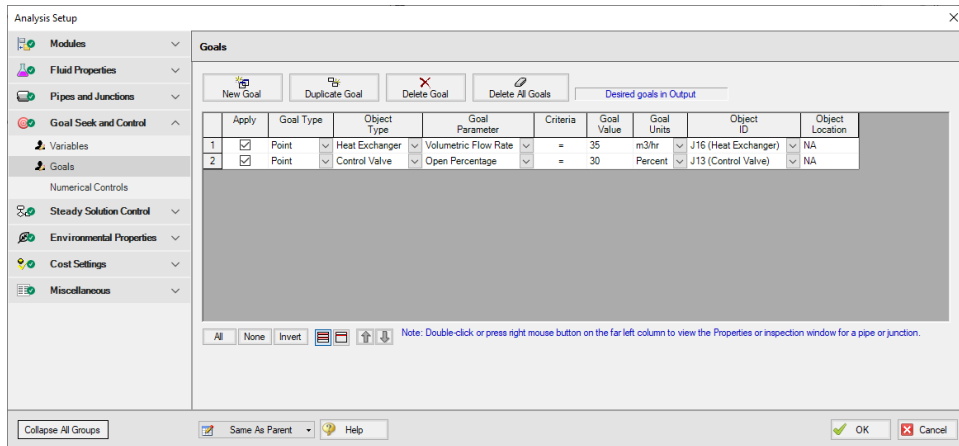 Analysis Setup
Modules
Fluid Properties
Pipes and Junctions
Goal Seek and Control
Variables
Goals
Numerical Controls
Steady Solution Control
Environmental Properties
Cost Settings
Miscellaneous
Collapse All Groups
Goals
New Goal Duplicate Goal Delete Goal Delete All Goals Desired goals in Output
Apply Goal Type Object Type Goal Parameter Criteria Goal Value Goal Units Object ID Object Location
1 Point Heat Exchanger Volumetric Flow Rate = 35 m3/hr J16 (Heat Exchanger) NA
2 Point Control Valve Open Percentage = 30 Percent J13 (Control Valve) NA
All None Invert Note: Double-click or press right mouse button on the far left column to view the Properties or inspection window for a pipe or junction.
Same As Parent Help OK Cancel